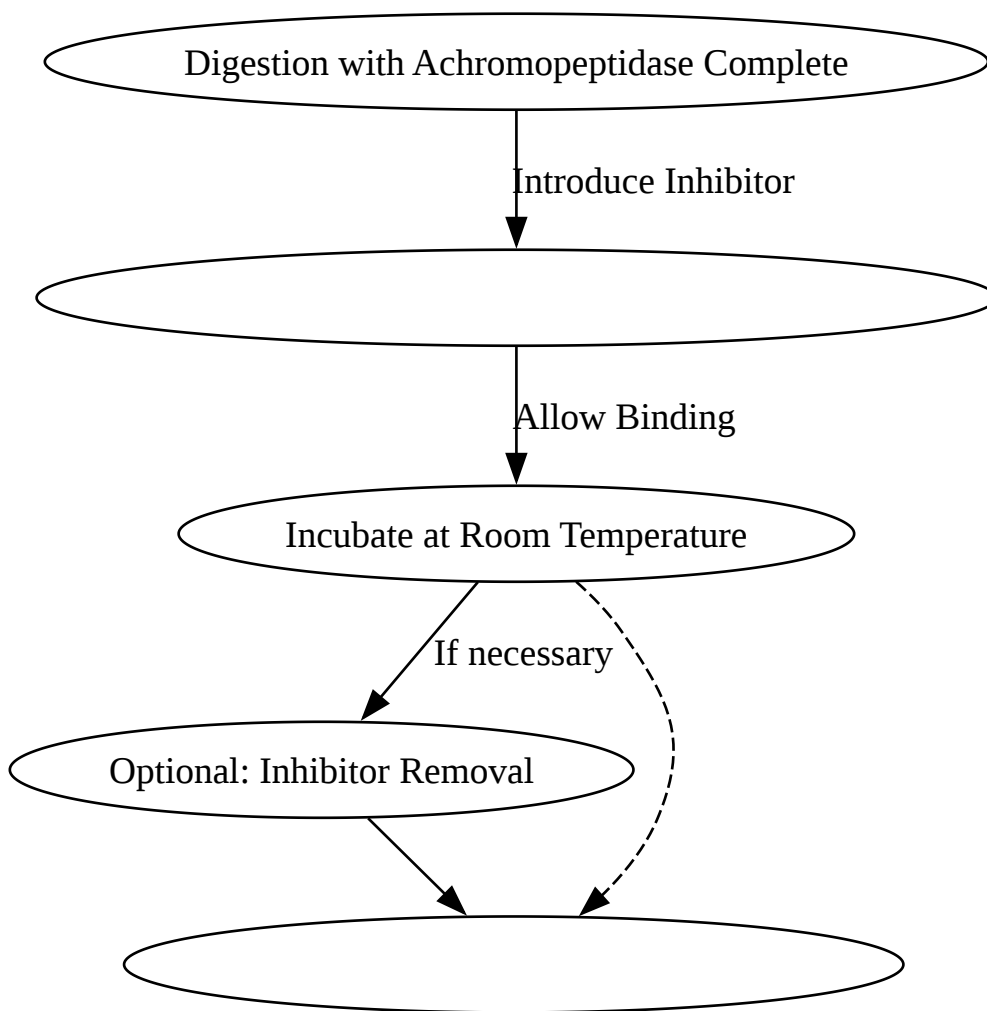 Digestion with Achromopeptidase Complete
Introduce Inhibitor
Allow Binding
Incubate at Room Temperature
If necessary
Optional: Inhibitor Removal